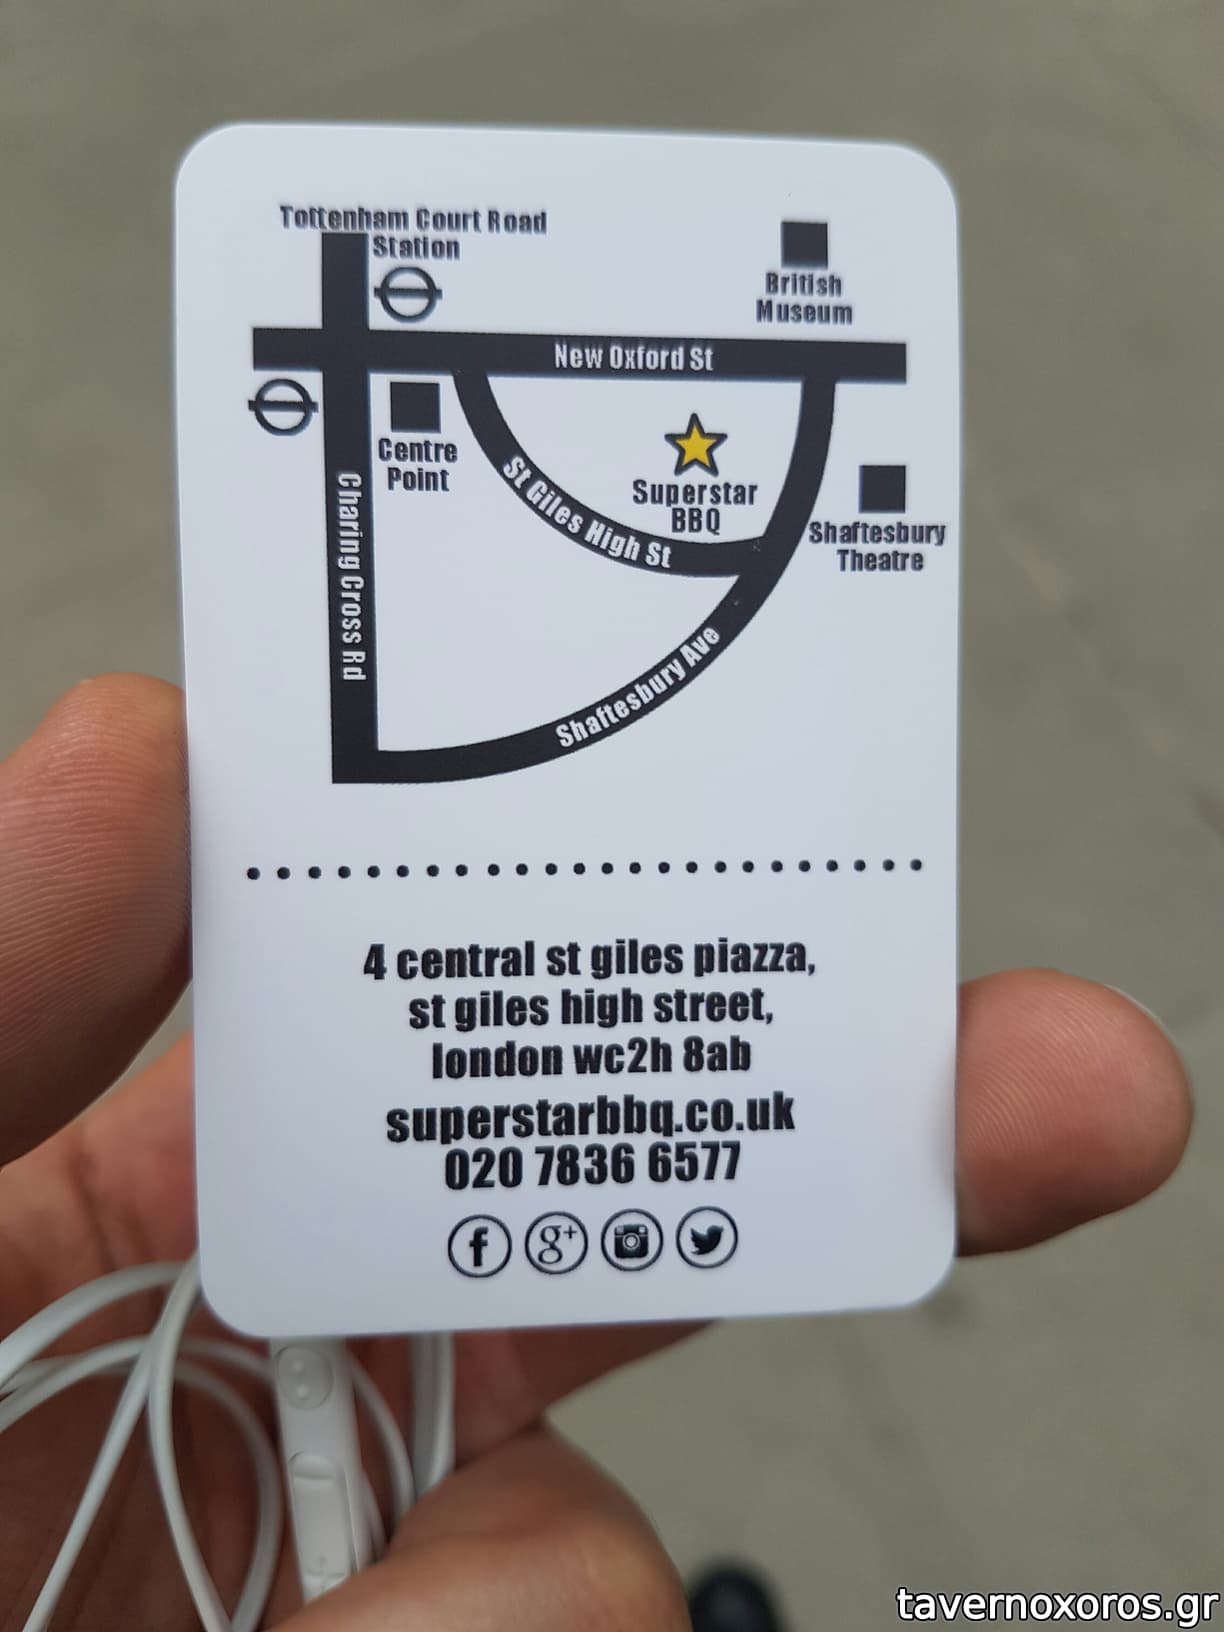 Tottenham Court Road
Station
British
Museum
New Oxford St
Centre
Point
Superstar
BBQ
St Giles High St
Charing Cross Rd
Shaftesbury
Theatre
Shaftesbury Ave
4 central st giles piazza,
st giles high street,
london wc2h 8ab
superstarbbq.co.uk
020 7836 6577
f g+
tavernoxoros.gr